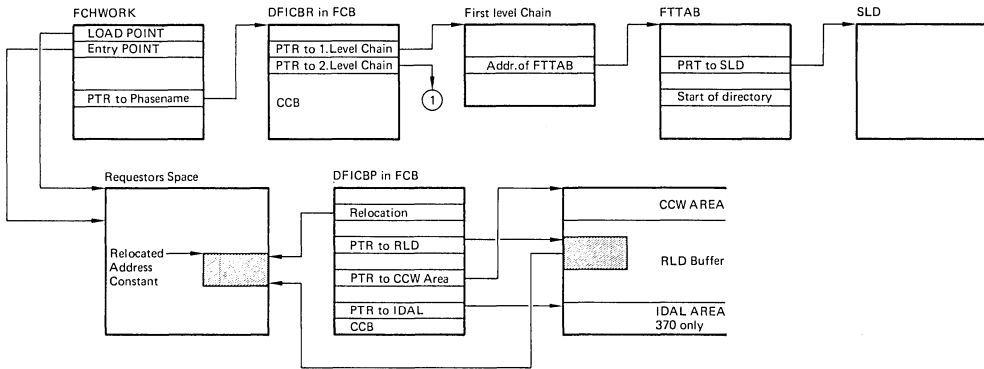 FCHWORK
LOAD POINT
Entry POINT
PTR to Phasename
DFICBR in FCB
PTR to 1.Level Chain
PTR to 2.Level Chain
CCB
1
First level Chain
Addr.of FTTAB
FTTAB
PRT to SLD
Start of directory
SLD
Requestors Space
Relocated
Address
Constant
DFICBP in FCB
Relocation
PTR to RLD
PTR to CCW Area
PTR to IDAL
CCB
CCW AREA
RLD Buffer
IDAL AREA
370 only